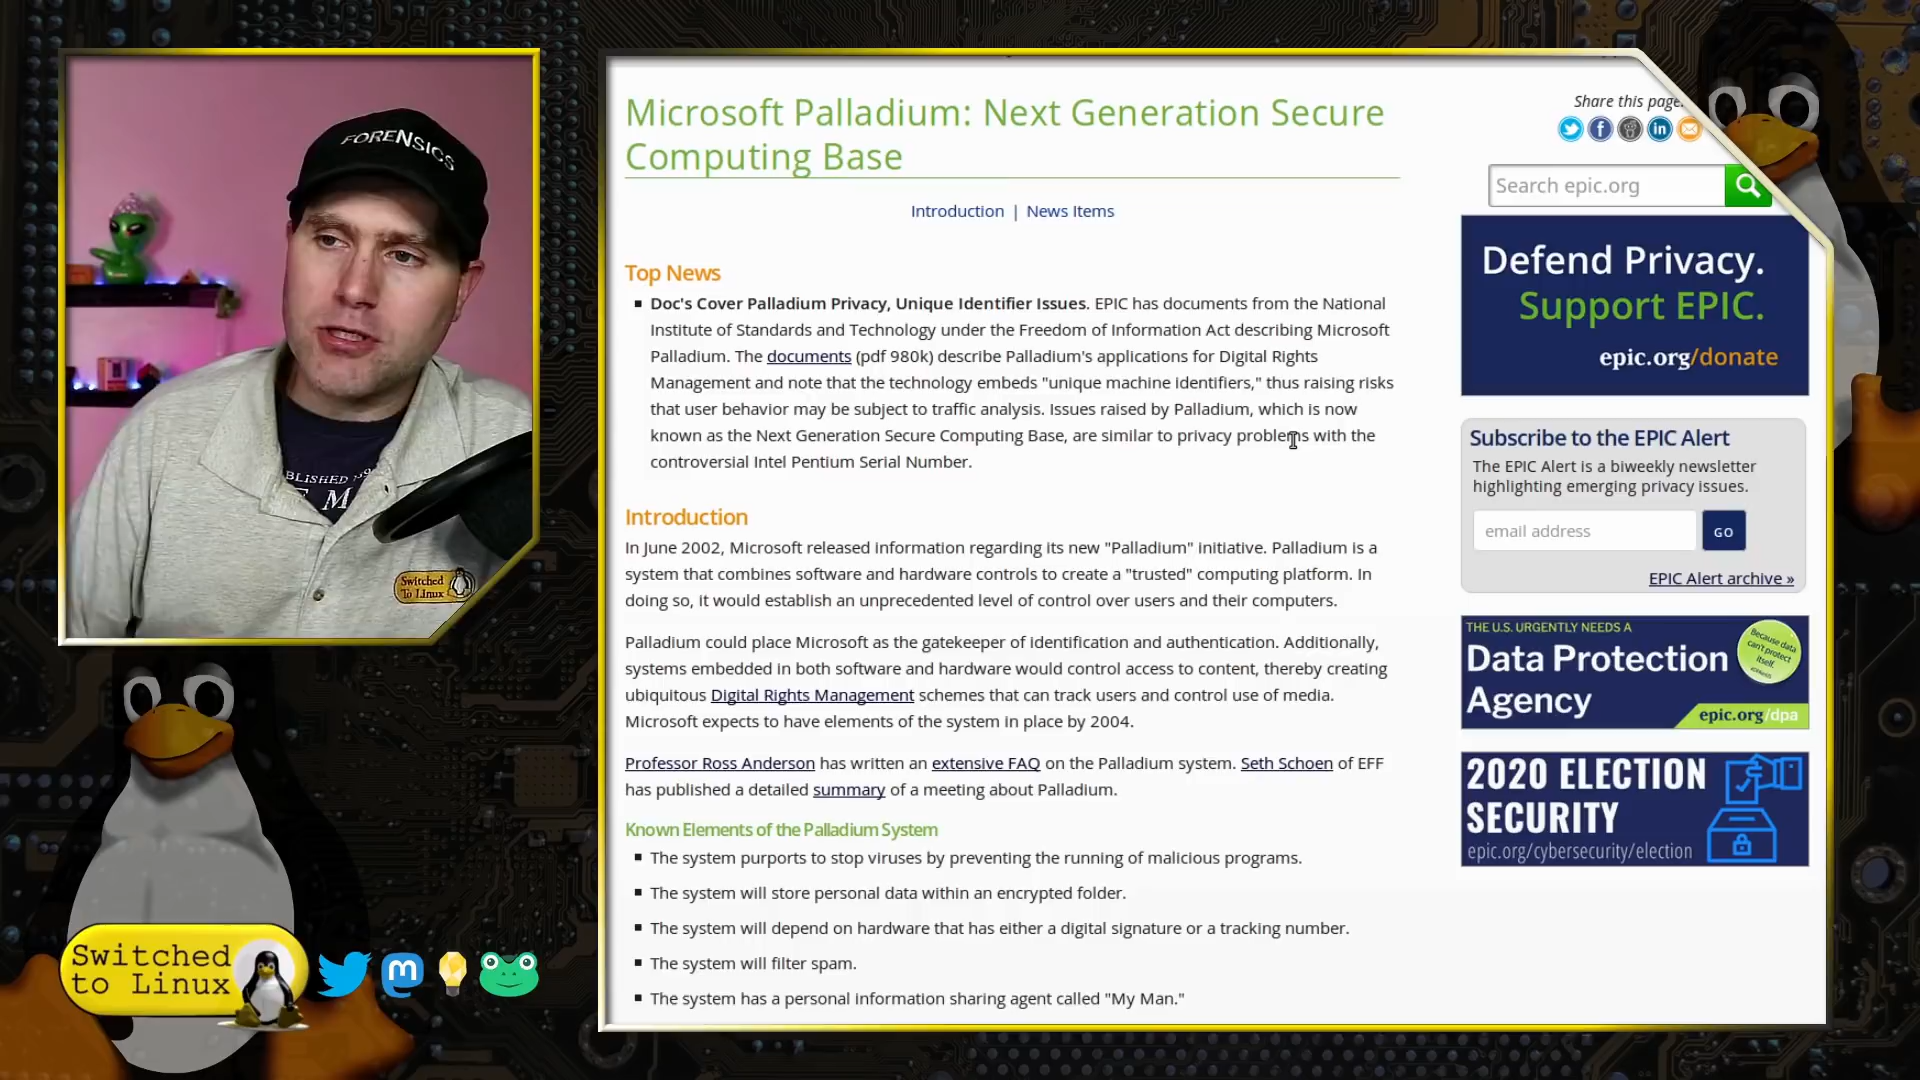 FORENSICS
BLISHED 19
E M
Switched
To Linux
Microsoft Palladium: Next Generation Secure
Computing Base
Introduction | News Items
Top News
Doc's Cover Palladium Privacy, Unique Identifier Issues. EPIC has documents from the National
Institute of Standards and Technology under the Freedom of Information Act describing Microsoft
Palladium. The documents (pdf 980k) describe Palladium's applications for Digital Rights
Management and note that the technology embeds "unique machine identifiers," thus raising risks
that user behavior may be subject to traffic analysis. Issues raised by Palladium, which is now
known as the Next Generation Secure Computing Base, are similar to privacy problems with the
controversial Intel Pentium Serial Number.
Introduction
In June 2002, Microsoft released information regarding its new "Palladium" initiative. Palladium is a
system that combines software and hardware controls to create a "trusted" computing platform. In
doing so, it would establish an unprecedented level of control over users and their computers.
Palladium could place Microsoft as the gatekeeper of identification and authentication. Additionally,
systems embedded in both software and hardware would control access to content, thereby creating
ubiquitous Digital Rights Management schemes that can track users and control use of media.
Microsoft expects to have elements of the system in place by 2004.
Professor Ross Anderson has written an extensive FAQ on the Palladium system. Seth Schoen of EFF
has published a detailed summary of a meeting about Palladium.
Known Elements of the Palladium System
The system purports to stop viruses by preventing the running of malicious programs.
The system will store personal data within an encrypted folder.
The system will depend on hardware that has either a digital signature or a tracking number.
The system will filter spam.
The system has a personal information sharing agent called "My Man."
Share this page
Search epic.org
Defend Privacy.
Support EPIC.
epic.org/donate
Subscribe to the EPIC Alert
The EPIC Alert is a biweekly newsletter
highlighting emerging privacy issues.
email address
GO
EPIC Alert archive »
THE U.S. URGENTLY NEEDS A
Data Protection
Agency
Because data
can't protect
itself.
epic.org/dpa
2020 ELECTION
SECURITY
epic.org/cybersecurity/election
Switched
to Linux